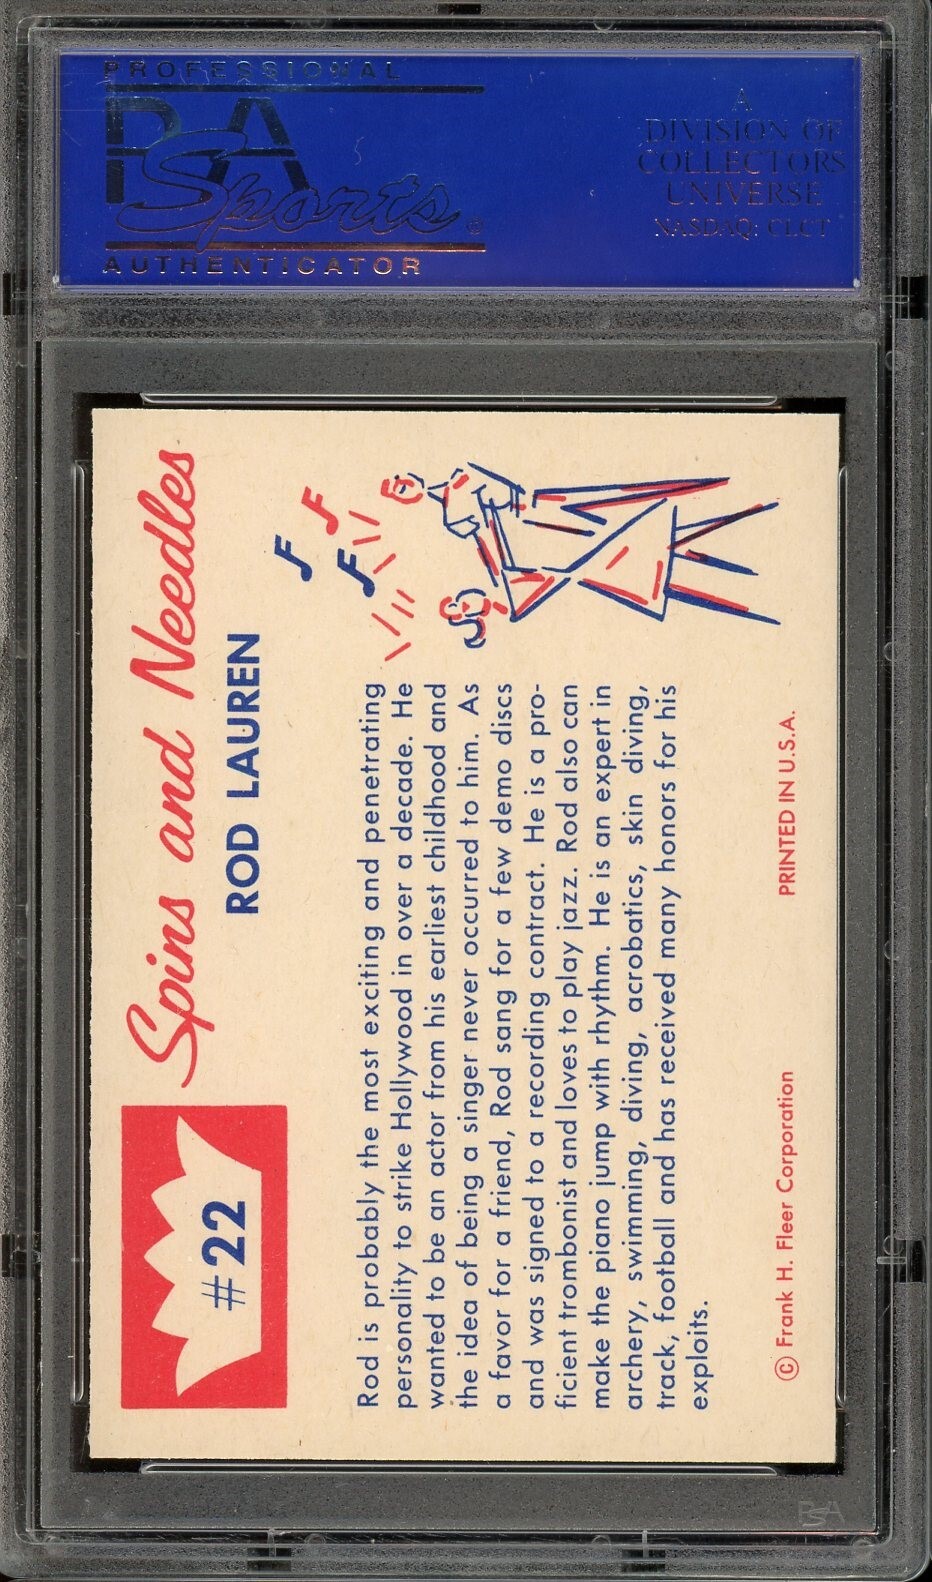 PROFESSIONAL
PSA
Sports®
AUTHENTICATOR
A
DIVISION OF
COLLECTORS
UNIVERSE
NASDAQ: CLCT
#22
Spins and Needles
ROD LAUREN
Rod is probably the most exciting and penetrating
personality to strike Hollywood in over a decade. He
wanted to be an actor from his earliest childhood and
the idea of being a singer never occurred to him. As
a favor for a friend, Rod sang for a few demo discs
and was signed to a recording contract. He is a pro-
ficient trombonist and loves to play jazz. Rod also can
make the piano jump with rhythm. He is an expert in
archery, swimming, diving, acrobatics, skin diving,
track, football and has received many honors for his
exploits.
© Frank H. Fleer Corporation
PRINTED IN U.S.A.
PSA